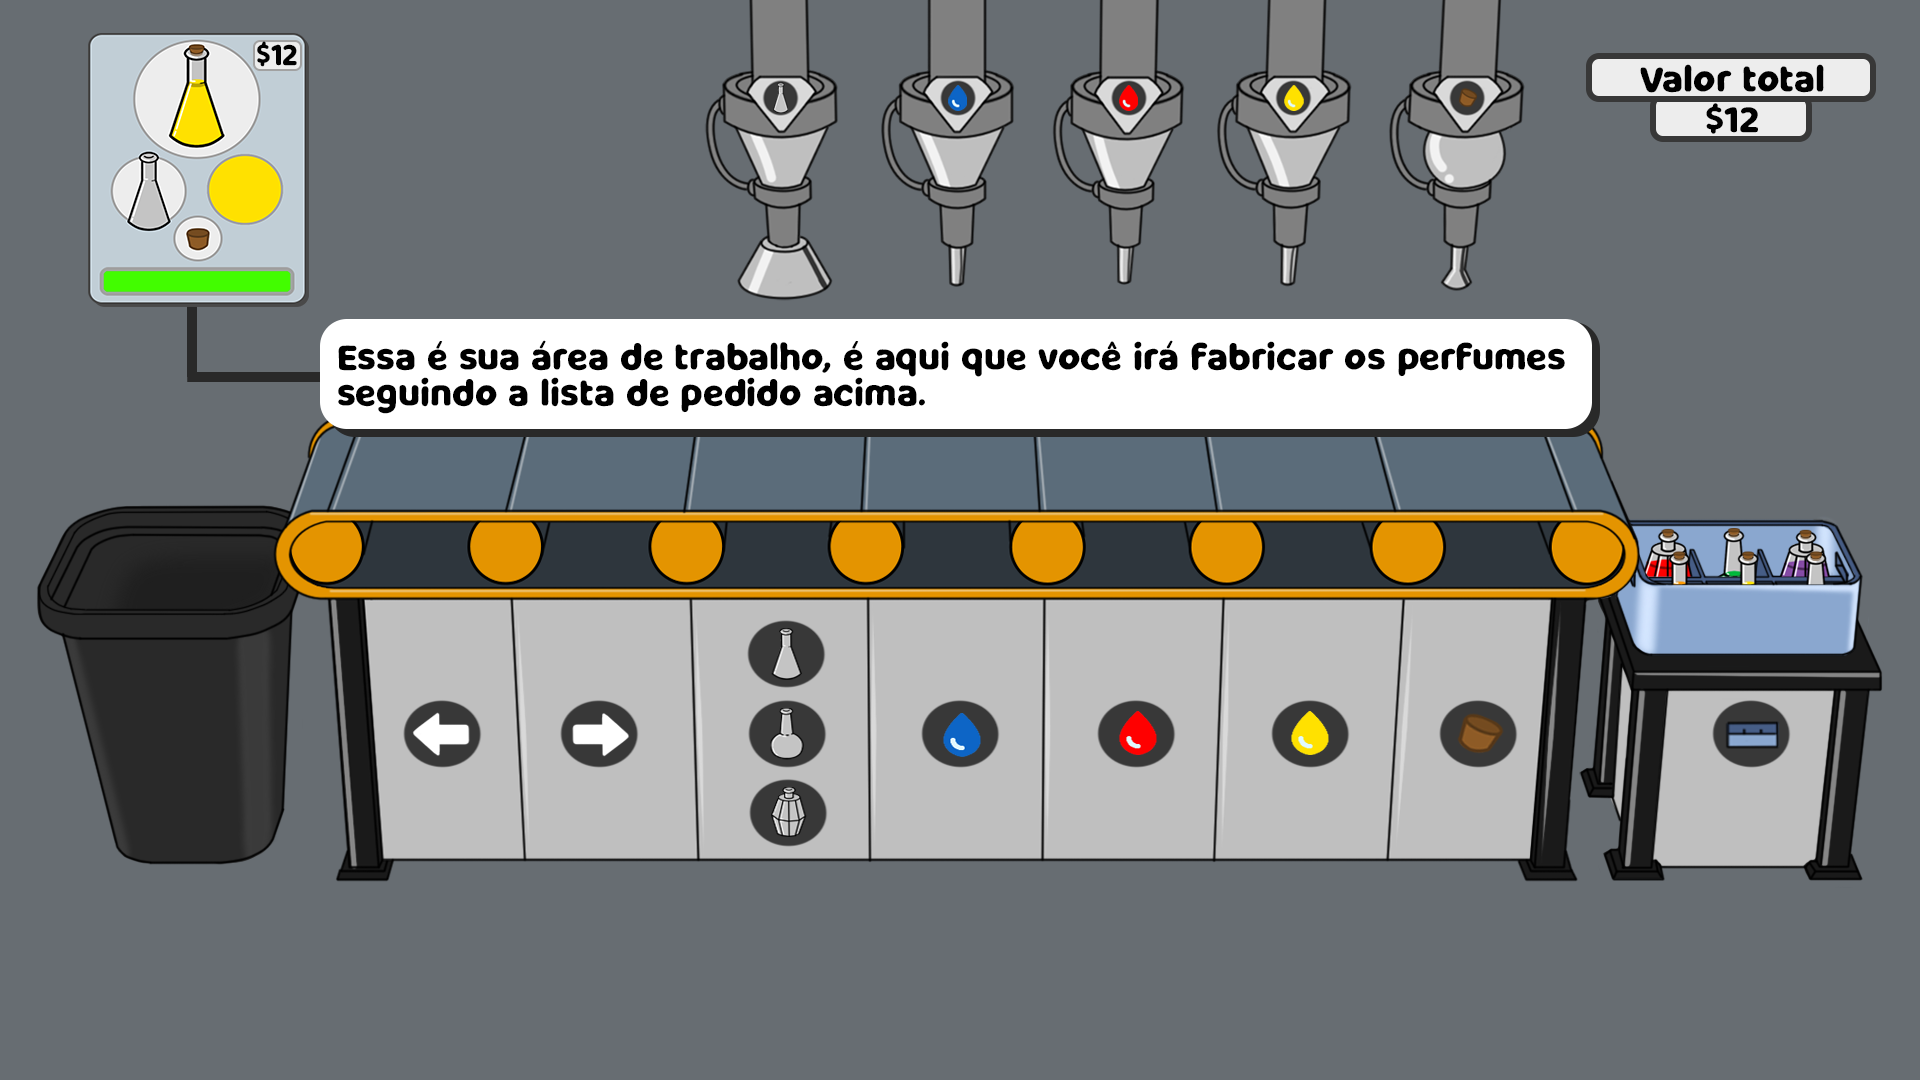 $12
Valor total
$12
Essa é sua área de trabalho, é aqui que você irá fabricar os perfumes
seguindo a lista de pedido acima.